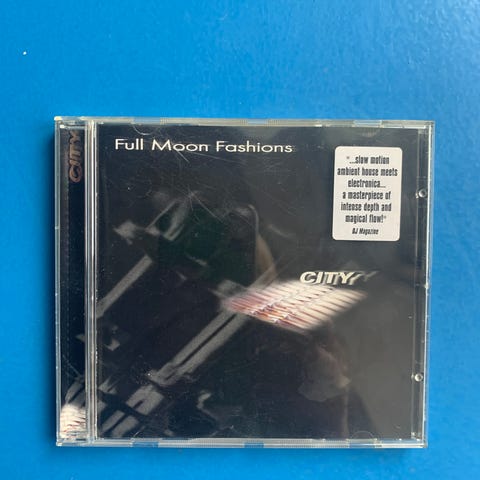 CITY
Full Moon Fashions
"...slow motion
ambient house meets
electronica....
a masterpiece of
intense depth and
magical flow!"
DJ Magazine
CITY